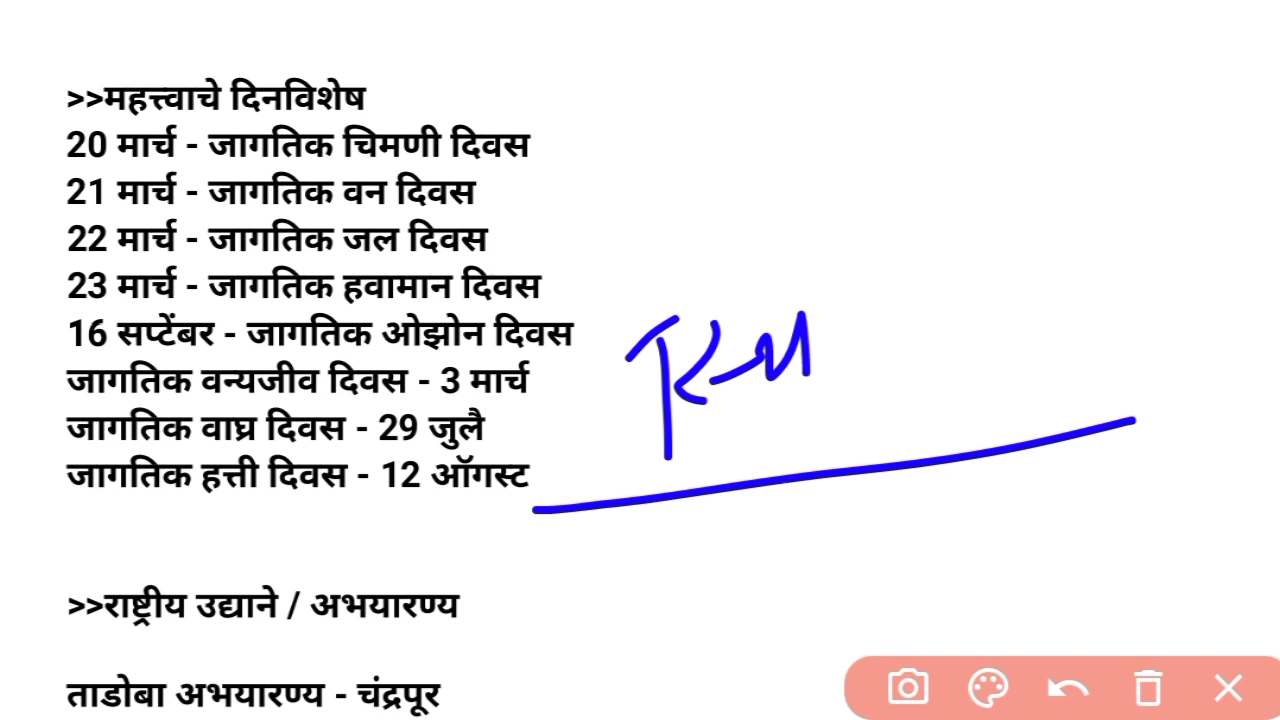 >>महत्त्वाचे दिनविशेष
20 मार्च - जागतिक चिमणी दिवस
21 मार्च - जागतिक वन दिवस
22 मार्च - जागतिक जल दिवस
23 मार्च - जागतिक हवामान दिवस
16 सप्टेंबर - जागतिक ओझोन दिवस
जागतिक वन्यजीव दिवस - 3 मार्च
जागतिक वाघ्र दिवस - 29 जुलै
जागतिक हत्ती दिवस - 12 ऑगस्ट
>>राष्ट्रीय उद्याने / अभयारण्य
ताडोबा अभयारण्य - चंद्रपूर